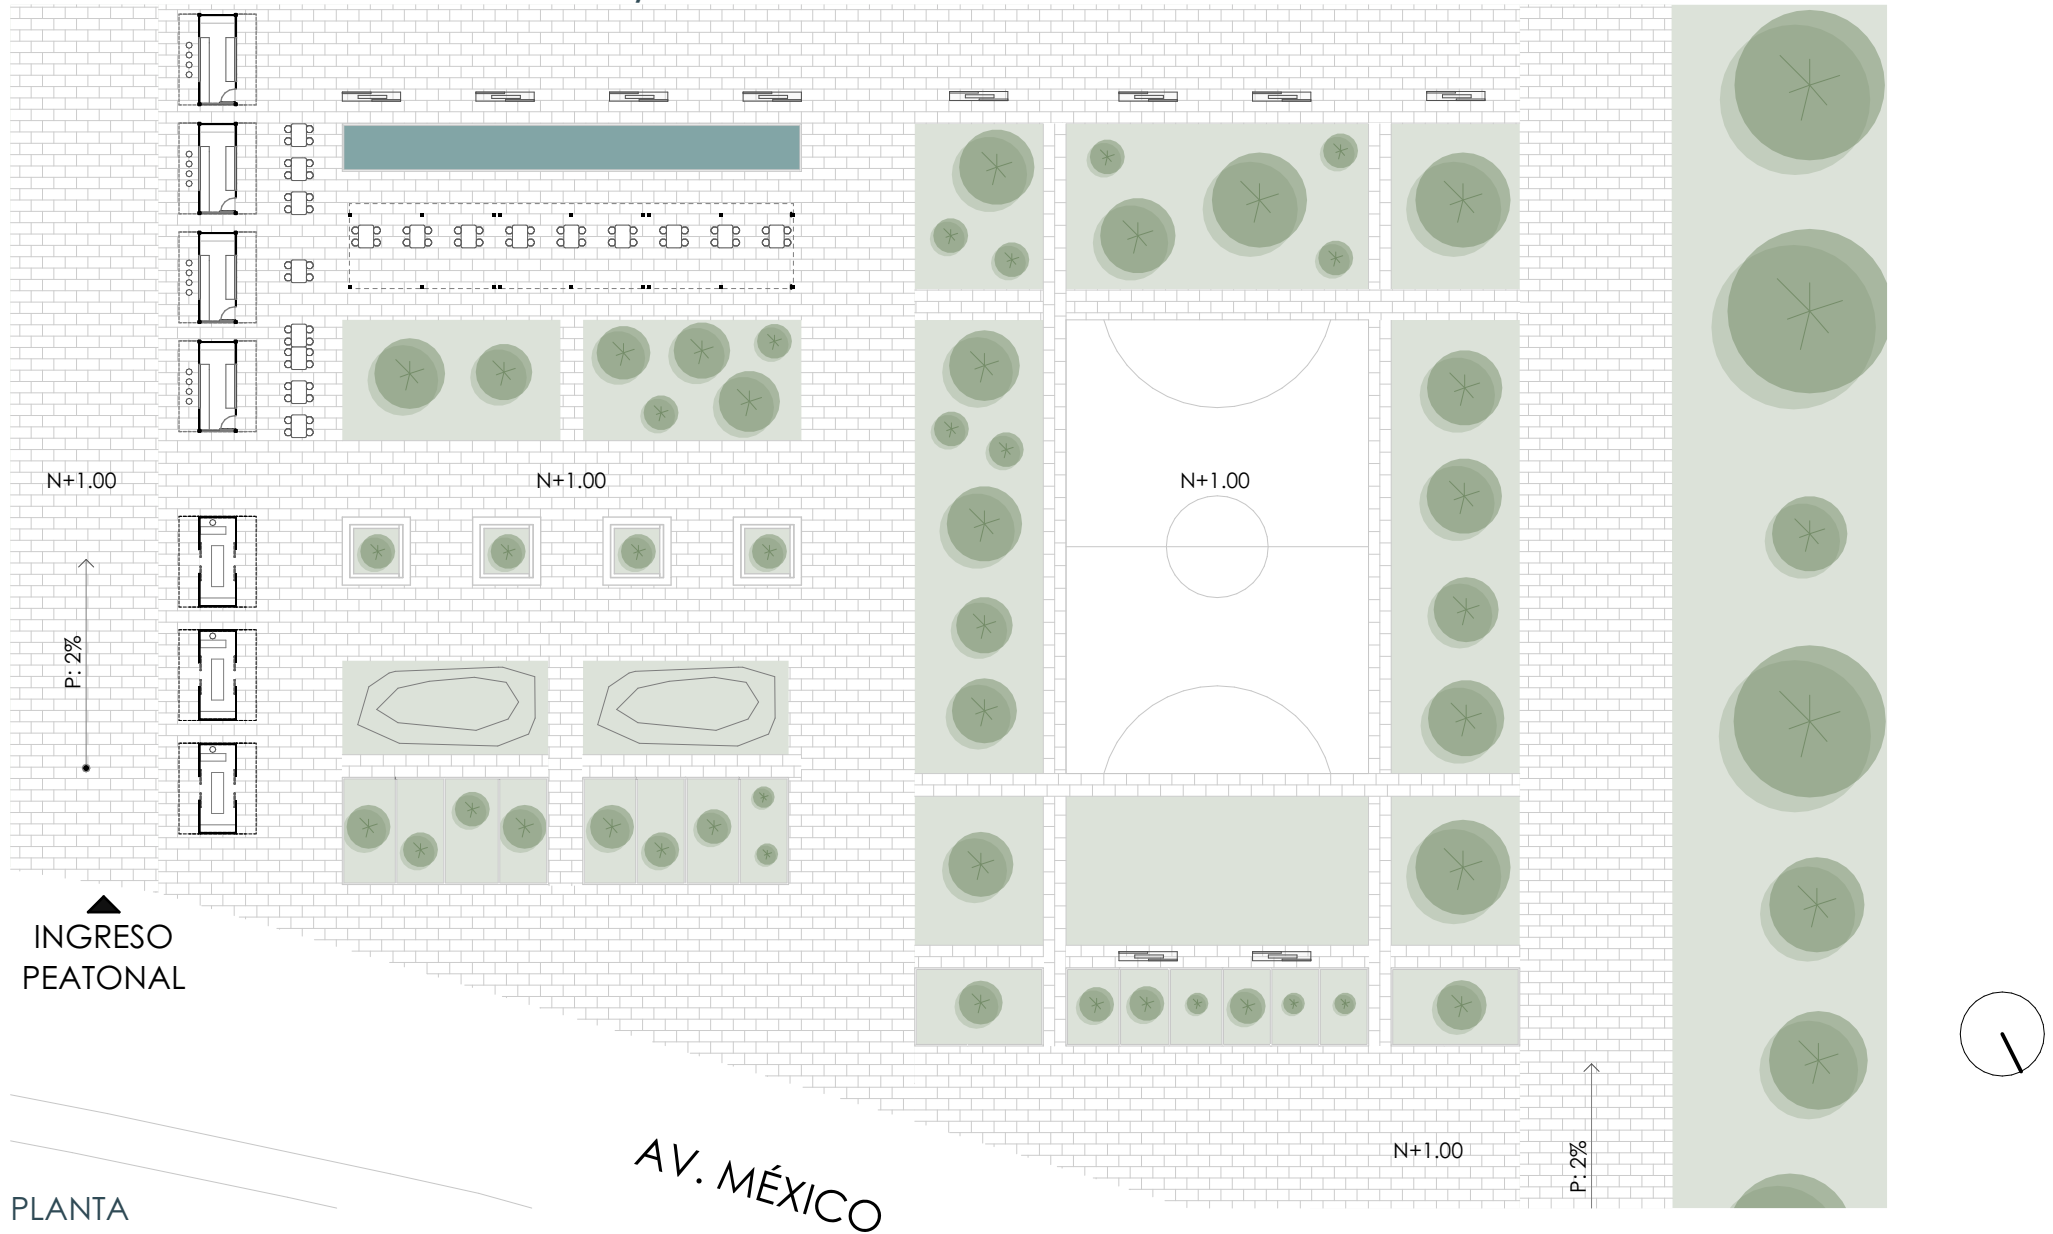 N+1.00
N+1.00
N+1.00
P: 2%
INGRESO
PEATONAL
AV. MÉXICO
N+1.00
P: 2%
PLANTA